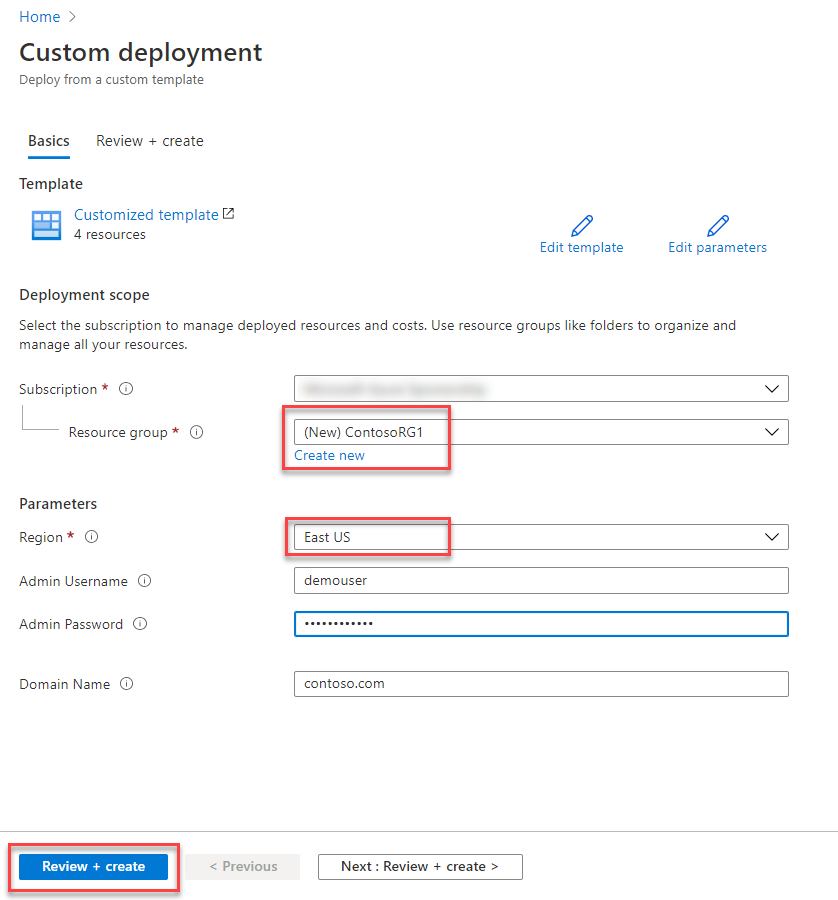 Home >
Custom deployment
Deploy from a custom template
Basics Review + create
Template
Customized template
4 resources
Edit template Edit parameters
Deployment scope
Select the subscription to manage deployed resources and costs. Use resource groups like folders to organize and
manage all your resources.
Subscription *
Resource group * (New) ContosoRG1
Create new
Parameters
Region * East US
Admin Username demouser
Admin Password ••••••••••••
Domain Name contoso.com
Review + create < Previous Next : Review + create >